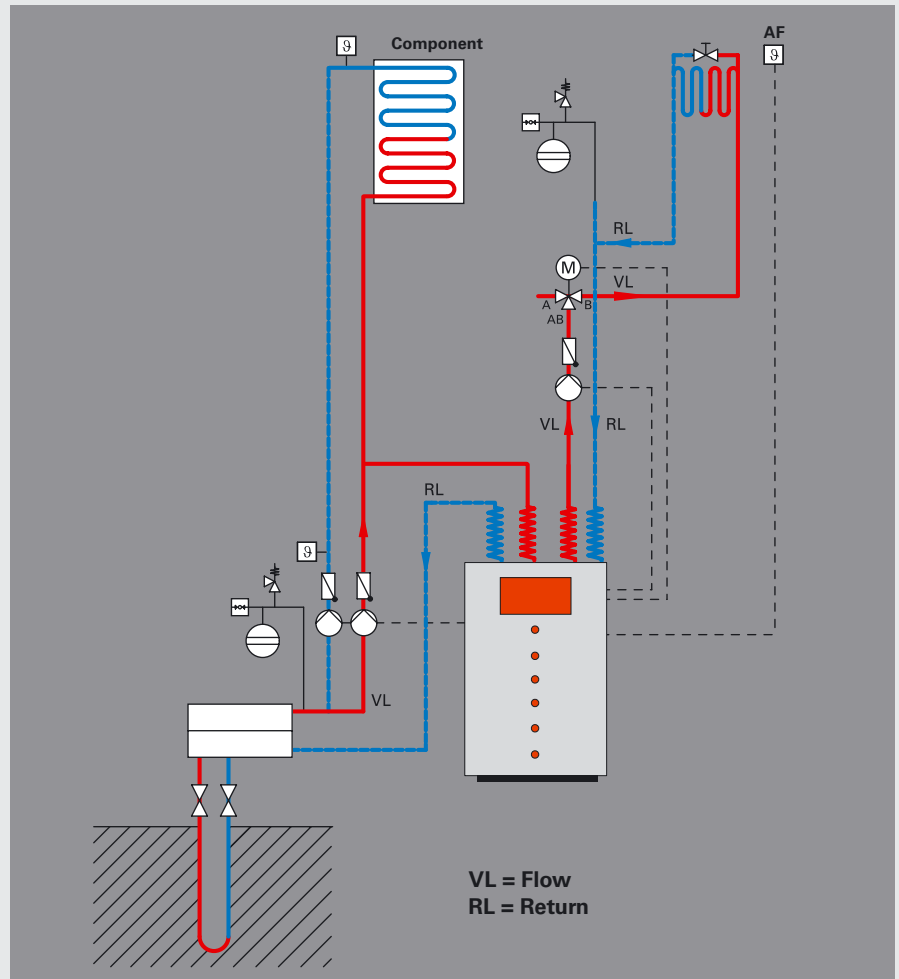 AF
ϑ
Component
ϑ
RL
M
VL
A
B
AB
VL
RL
RL
ϑ
VL
VL = Flow
RL = Return